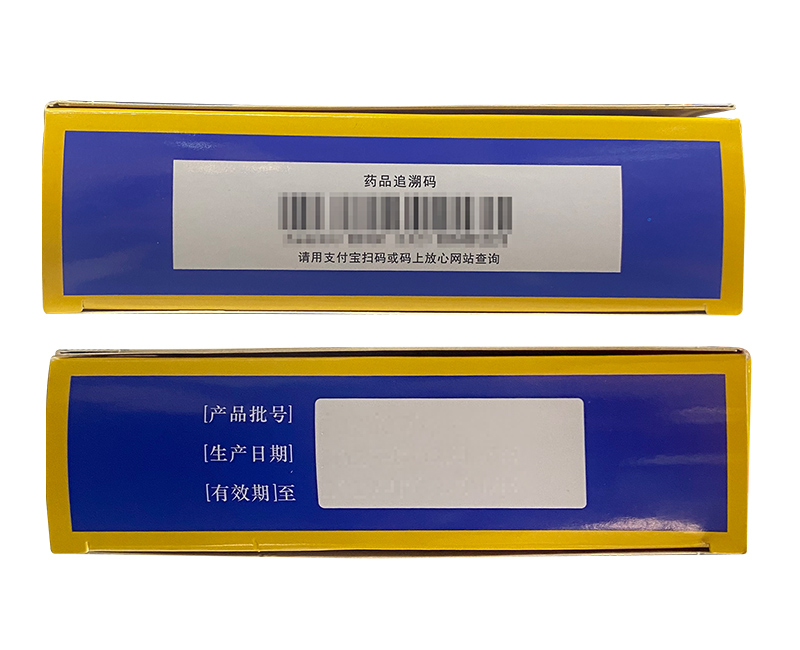 药品追溯码
请用支付宝扫码或码上放心网站查询
[产品批号]
[生产日期]
[有效期]至